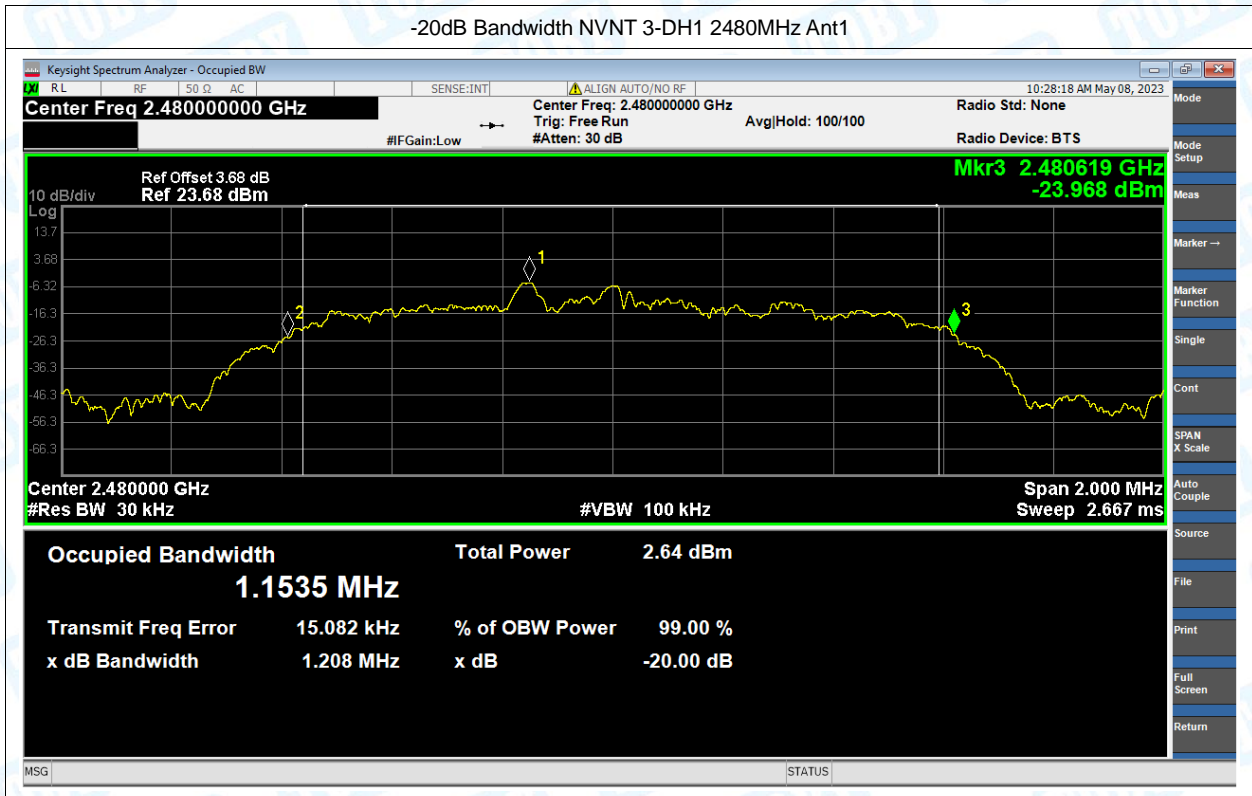 -20dB Bandwidth NVNT 3-DH1 2480MHz Ant1
Keysight Spectrum Analyzer - Occupied BW
LXI RL RF 50 Ω AC SENSE:INT ALIGN AUTO/NO RF 10:28:18 AM May 08, 2023
Center Freq 2.480000000 GHz
Center Freq: 2.480000000 GHz
Radio Std: None
Trig: Free Run
Avg|Hold: 100/100
#IFGain:Low
#Atten: 30 dB
Radio Device: BTS
Ref Offset 3.68 dB
Mkr3 2.480619 GHz
10 dB/div
Ref 23.68 dBm
-23.968 dBm
Log
13.7
3.68
-6.32
-16.3
-26.3
-36.3
-46.3
-56.3
-66.3
1
2
3
Center 2.480000 GHz
Span 2.000 MHz
#Res BW 30 kHz
#VBW 100 kHz
Sweep 2.667 ms
Occupied Bandwidth
Total Power 2.64 dBm
1.1535 MHz
Transmit Freq Error 15.082 kHz
% of OBW Power 99.00 %
x dB Bandwidth 1.208 MHz
x dB -20.00 dB
Mode
Mode Setup
Meas
Marker →
Marker Function
Single
Cont
SPAN X Scale
Auto Couple
Source
File
Print
Full Screen
Return
MSG
STATUS
TOBY